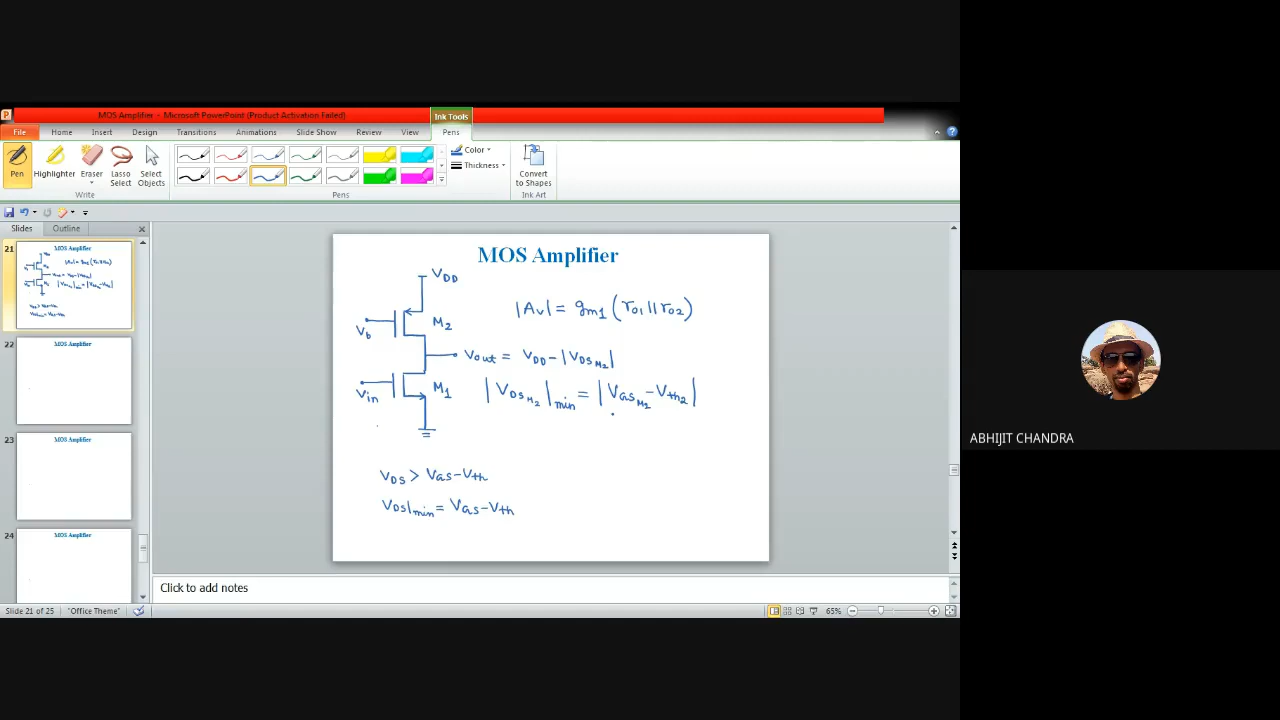 MOS Amplifier - Microsoft PowerPoint (Product Activation Failed)
Ink Tools
File Home Insert Design Transitions Animations Slide Show Review View Pens
Pen Highlighter Eraser Lasso Select Select Objects
Color
Thickness
Convert to Shapes
Write Pens Ink Art
Slides Outline
21
MOS Amplifier
22
MOS Amplifier
23
MOS Amplifier
24
MOS Amplifier
MOS Amplifier
VDD
|Av| = gm1 (ro1 || ro2)
M2
Vb
Vout = VDD - |VDSM2|
Vin
M1
|VDSM2|min = |VGSM2 - Vth2|
VDS > VGS - Vth
VDS|min = VGS - Vth
Click to add notes
Slide 21 of 25 "Office Theme" 65%
ABHIJIT CHANDRA